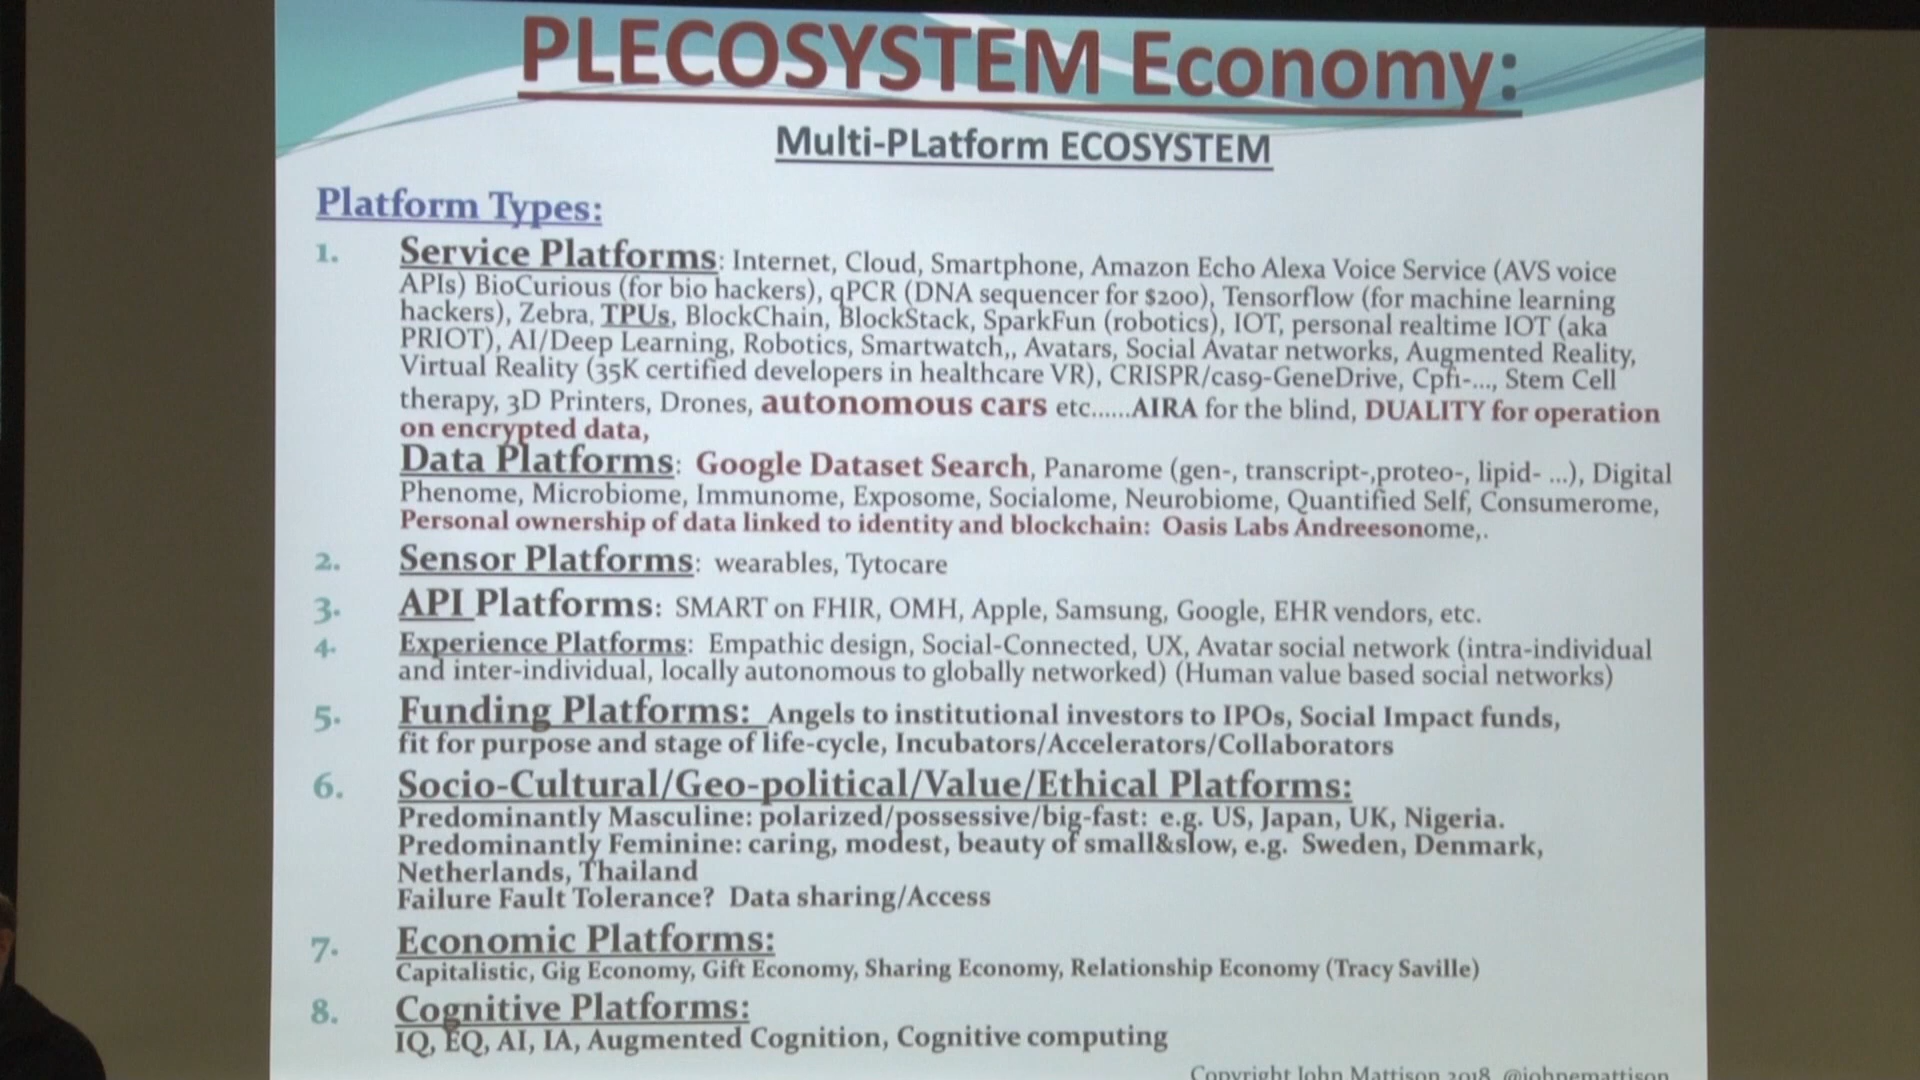 PLECOSYSTEM Economy:
Multi-PLatform ECOSYSTEM
Platform Types:
1. Service Platforms: Internet, Cloud, Smartphone, Amazon Echo Alexa Voice Service (AVS voice
APIs) BioCurious (for bio hackers), qPCR (DNA sequencer for $200), Tensorflow (for machine learning
hackers), Zebra, TPUs, BlockChain, BlockStack, SparkFun (robotics), IOT, personal realtime IOT (aka
PRIOT), AI/Deep Learning, Robotics, Smartwatch,, Avatars, Social Avatar networks, Augmented Reality,
Virtual Reality (35K certified developers in healthcare VR), CRISPR/cas9-GeneDrive, Cpf1-..., Stem Cell
therapy, 3D Printers, Drones, autonomous cars etc......AIRA for the blind, DUALITY for operation
on encrypted data,
Data Platforms: Google Dataset Search, Panarome (gen-, transcript-,proteo-, lipid- ...), Digital
Phenome, Microbiome, Immunome, Exposome, Socialome, Neurobiome, Quantified Self, Consumerome,
Personal ownership of data linked to identity and blockchain: Oasis Labs Andreesonome,.
2. Sensor Platforms: wearables, Tytocare
3. API Platforms: SMART on FHIR, OMH, Apple, Samsung, Google, EHR vendors, etc.
4. Experience Platforms: Empathic design, Social-Connected, UX, Avatar social network (intra-individual
and inter-individual, locally autonomous to globally networked) (Human value based social networks)
5. Funding Platforms: Angels to institutional investors to IPOs, Social Impact funds,
fit for purpose and stage of life-cycle, Incubators/Accelerators/Collaborators
6. Socio-Cultural/Geo-political/Value/Ethical Platforms:
Predominantly Masculine: polarized/possessive/big-fast: e.g. US, Japan, UK, Nigeria.
Predominantly Feminine: caring, modest, beauty of small&slow, e.g. Sweden, Denmark,
Netherlands, Thailand
Failure Fault Tolerance? Data sharing/Access
7. Economic Platforms:
Capitalistic, Gig Economy, Gift Economy, Sharing Economy, Relationship Economy (Tracy Saville)
8. Cognitive Platforms:
IQ, EQ, AI, IA, Augmented Cognition, Cognitive computing
Copyright John Mattison 2018 @johnemattison